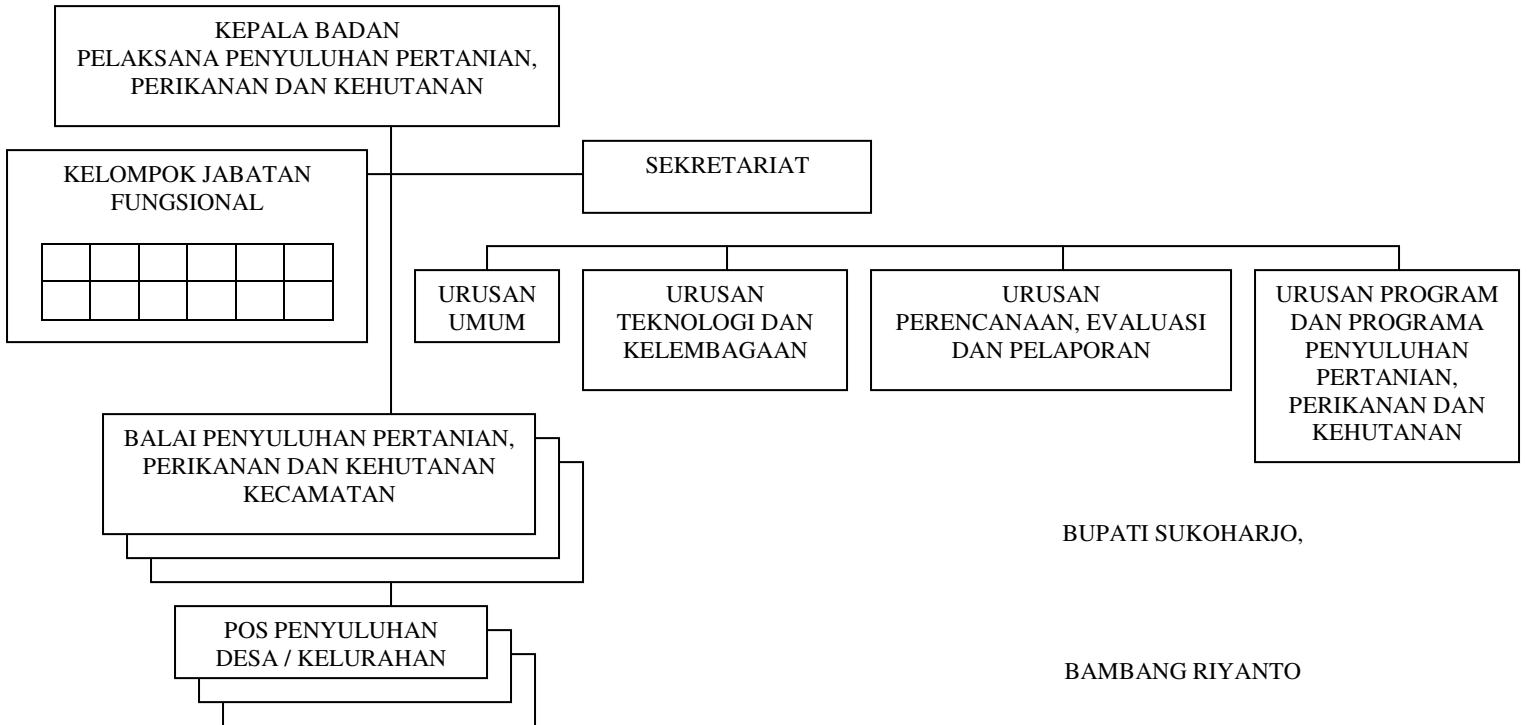 KEPALA BADAN
PELAKSANA PENYULUHAN PERTANIAN,
PERIKANAN DAN KEHUTANAN
KELOMPOK JABATAN
FUNGSIONAL
SEKRETARIAT
URUSAN
UMUM
URUSAN
TEKNOLOGI DAN
KELEMBAGAAN
URUSAN
PERENCANAAN, EVALUASI
DAN PELAPORAN
URUSAN PROGRAM
DAN PROGRAMA
PENYULUHAN
PERTANIAN,
PERIKANAN DAN
KEHUTANAN
BALAI PENYULUHAN PERTANIAN,
PERIKANAN DAN KEHUTANAN
KECAMATAN
BUPATI SUKOHARJO,
POS PENYULUHAN
DESA / KELURAHAN
BAMBANG RIYANTO